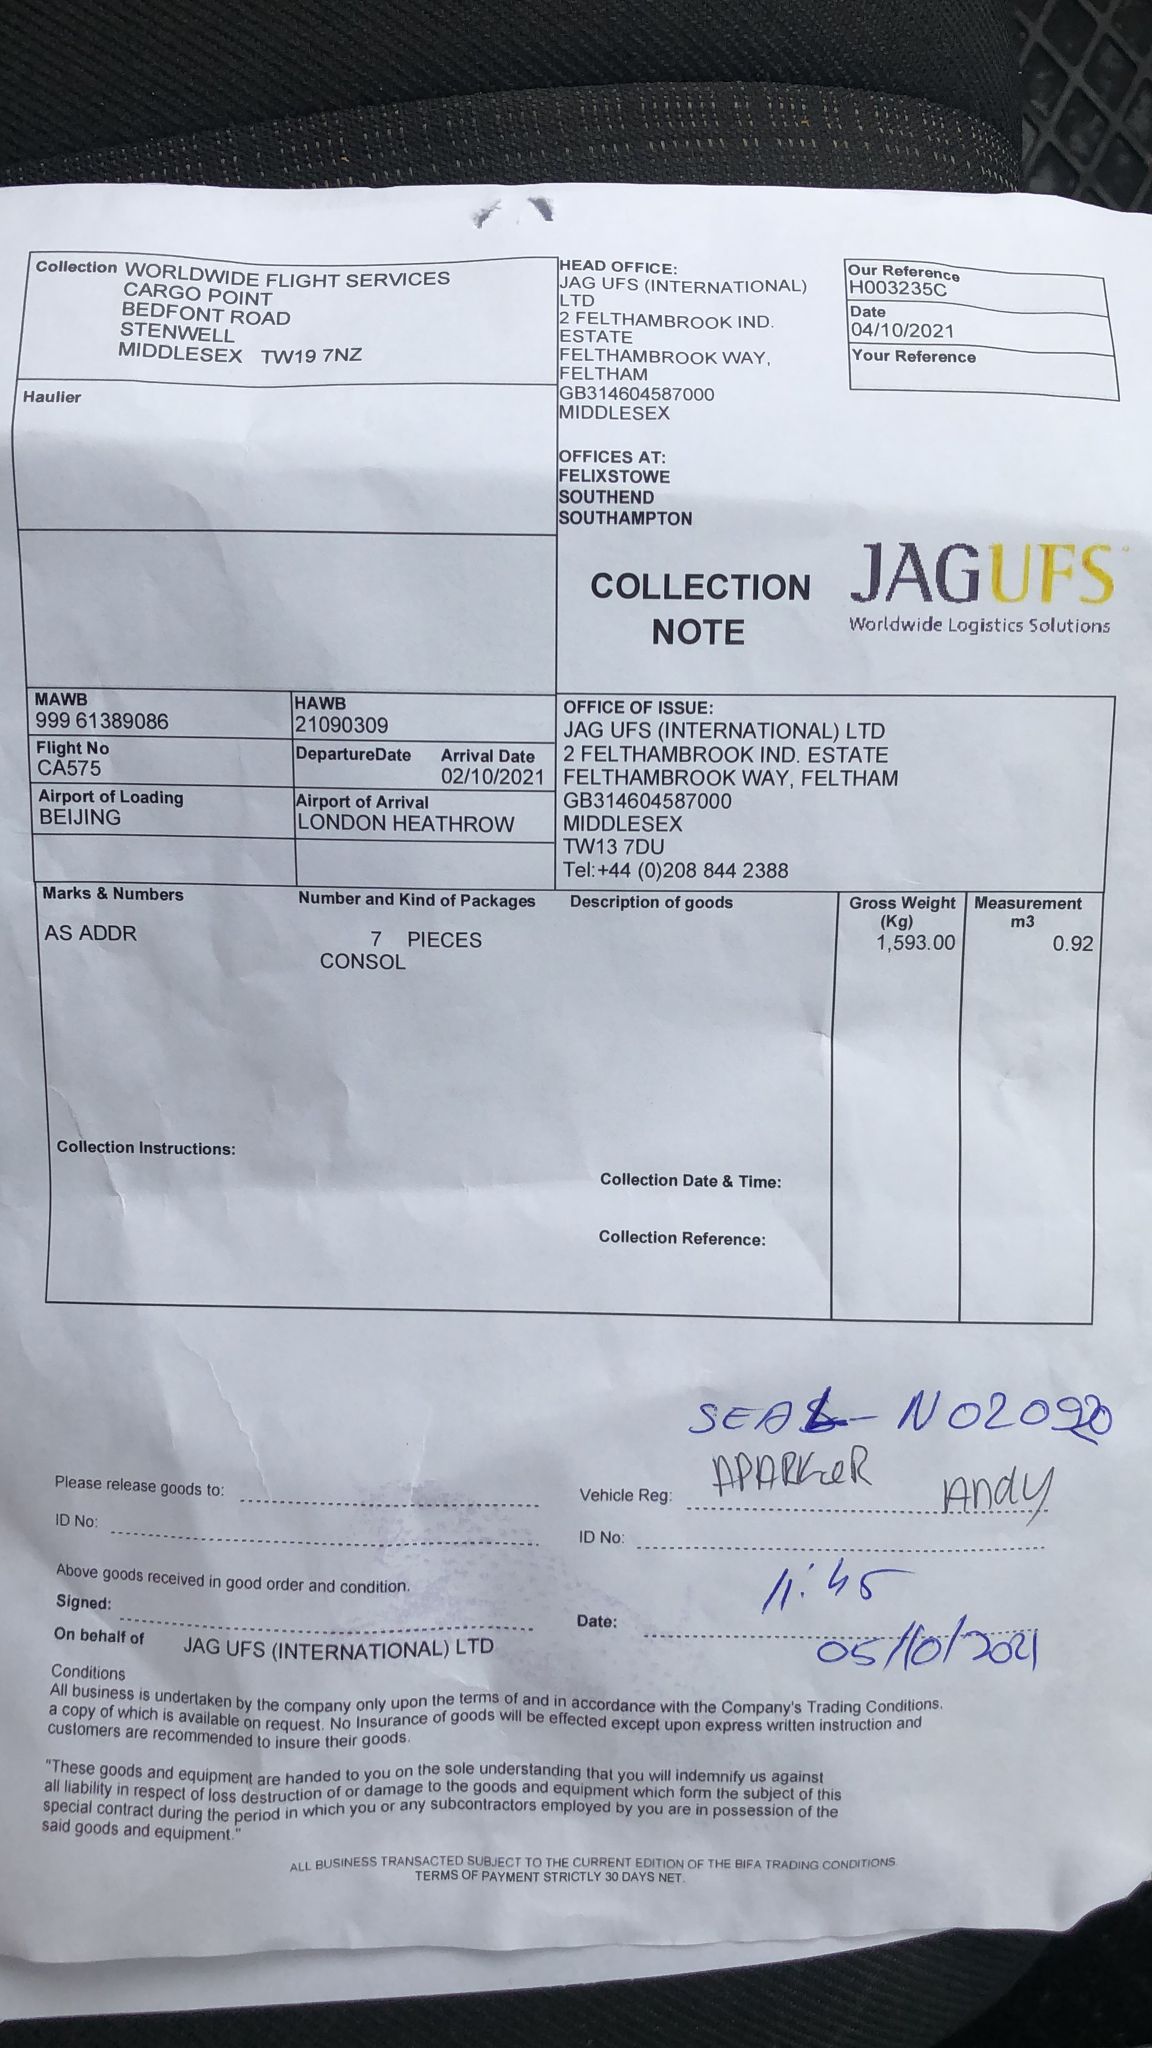 Collection WORLDWIDE FLIGHT SERVICES
CARGO POINT
BEDFONT ROAD
STENWELL
MIDDLESEX TW19 7NZ
Haulier
HEAD OFFICE:
JAG UFS (INTERNATIONAL)
LTD
2 FELTHAMBROOK IND.
ESTATE
FELTHAMBROOK WAY,
FELTHAM
GB314604587000
MIDDLESEX
OFFICES AT:
FELIXSTOWE
SOUTHEND
SOUTHAMPTON
Our Reference
H003235C
Date
04/10/2021
Your Reference
COLLECTION
NOTE
JAGUFS
Worldwide Logistics Solutions
MAWB
999 61389086
HAWB
21090309
Flight No
CA575
DepartureDate Arrival Date
02/10/2021
Airport of Loading
BEIJING
Airport of Arrival
LONDON HEATHROW
OFFICE OF ISSUE:
JAG UFS (INTERNATIONAL) LTD
2 FELTHAMBROOK IND. ESTATE
FELTHAMBROOK WAY, FELTHAM
GB314604587000
MIDDLESEX
TW13 7DU
Tel:+44 (0)208 844 2388
Marks & Numbers
AS ADDR
Number and Kind of Packages
7 PIECES
CONSOL
Description of goods
Gross Weight
(Kg)
1,593.00
Measurement
m3
0.92
Collection Instructions:
Collection Date & Time:
Collection Reference:
SEAL - NO2090
APARKER Andy
Please release goods to:
Vehicle Reg:
ID No:
ID No:
Above goods received in good order and condition.
11:45
Signed:
Date:
05/10/2021
On behalf of JAG UFS (INTERNATIONAL) LTD
Conditions
All business is undertaken by the company only upon the terms of and in accordance with the Company's Trading Conditions.
a copy of which is available on request. No Insurance of goods will be effected except upon express written instruction and
customers are recommended to insure their goods.
"These goods and equipment are handed to you on the sole understanding that you will indemnify us against
all liability in respect of loss destruction of or damage to the goods and equipment which form the subject of this
special contract during the period in which you or any subcontractors employed by you are in possession of the
said goods and equipment."
ALL BUSINESS TRANSACTED SUBJECT TO THE CURRENT EDITION OF THE BIFA TRADING CONDITIONS
TERMS OF PAYMENT STRICTLY 30 DAYS NET.